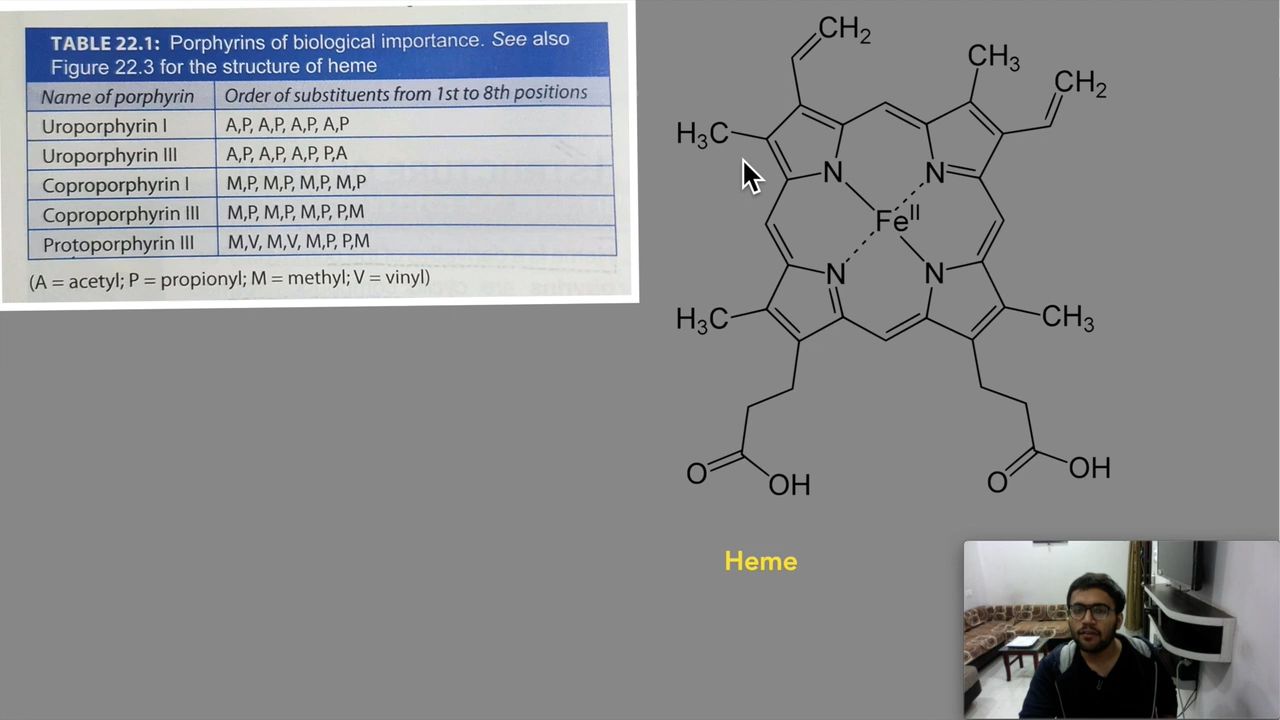 TABLE 22.1: Porphyrins of biological importance. See also
Figure 22.3 for the structure of heme
Name of porphyrin Order of substituents from 1st to 8th positions
Uroporphyrin I A,P, A,P, A,P, A,P
Uroporphyrin III A,P, A,P, A,P, P,A
Coproporphyrin I M,P, M,P, M,P, M,P
Coproporphyrin III M,P, M,P, M,P, P,M
Protoporphyrin III M,V, M,V, M,P, P,M
(A = acetyl; P = propionyl; M = methyl; V = vinyl)
CH2
CH3
CH2
H3C
N
N
FeII
N
N
H3C
CH3
O
OH
O
OH
Heme